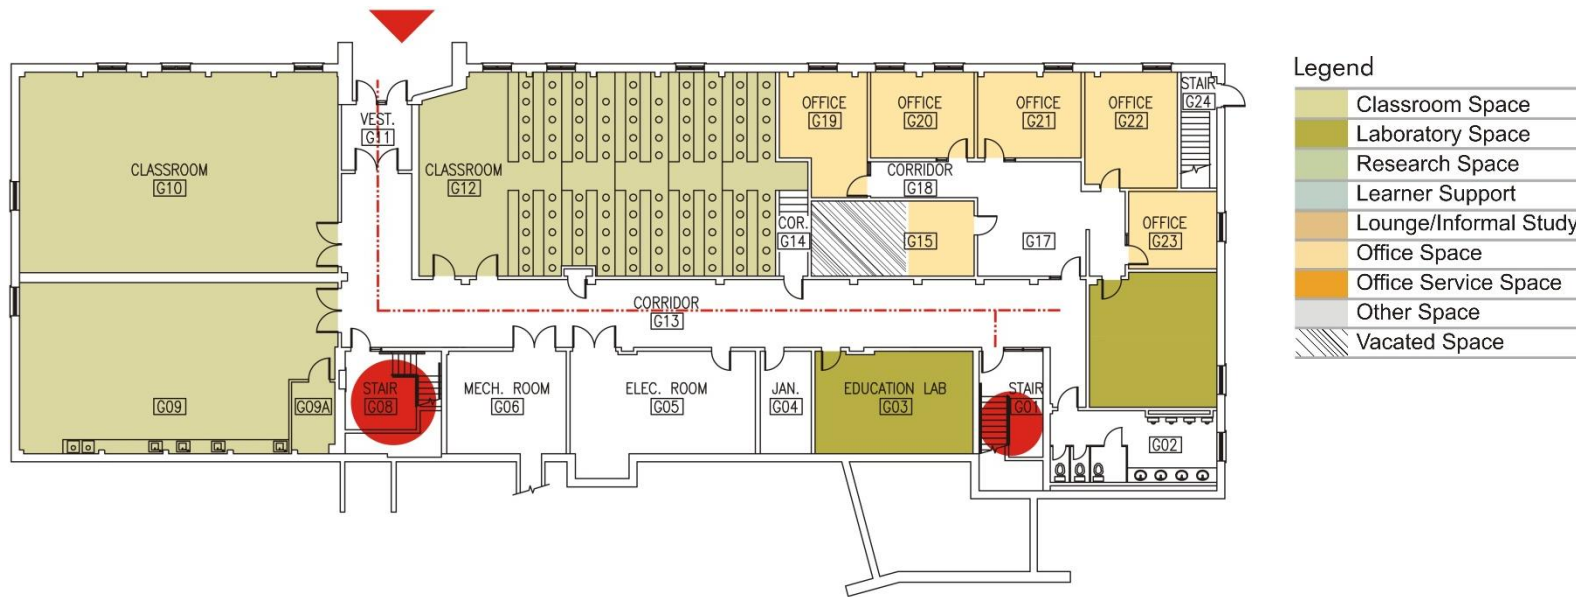 Legend
Classroom Space
Laboratory Space
Research Space
Learner Support
Lounge/Informal Study
Office Space
Office Service Space
Other Space
Vacated Space
STAIR
G24
VEST.
G11
OFFICE
G19
OFFICE
G20
OFFICE
G21
OFFICE
G22
CLASSROOM
G10
CLASSROOM
G12
CORRIDOR
G18
COR.
G14
G15
G17
OFFICE
G23
CORRIDOR
G13
G09
G09A
STAIR
G08
MECH. ROOM
G06
ELEC. ROOM
G05
JAN.
G04
EDUCATION LAB
G03
STAIR
G01
G02